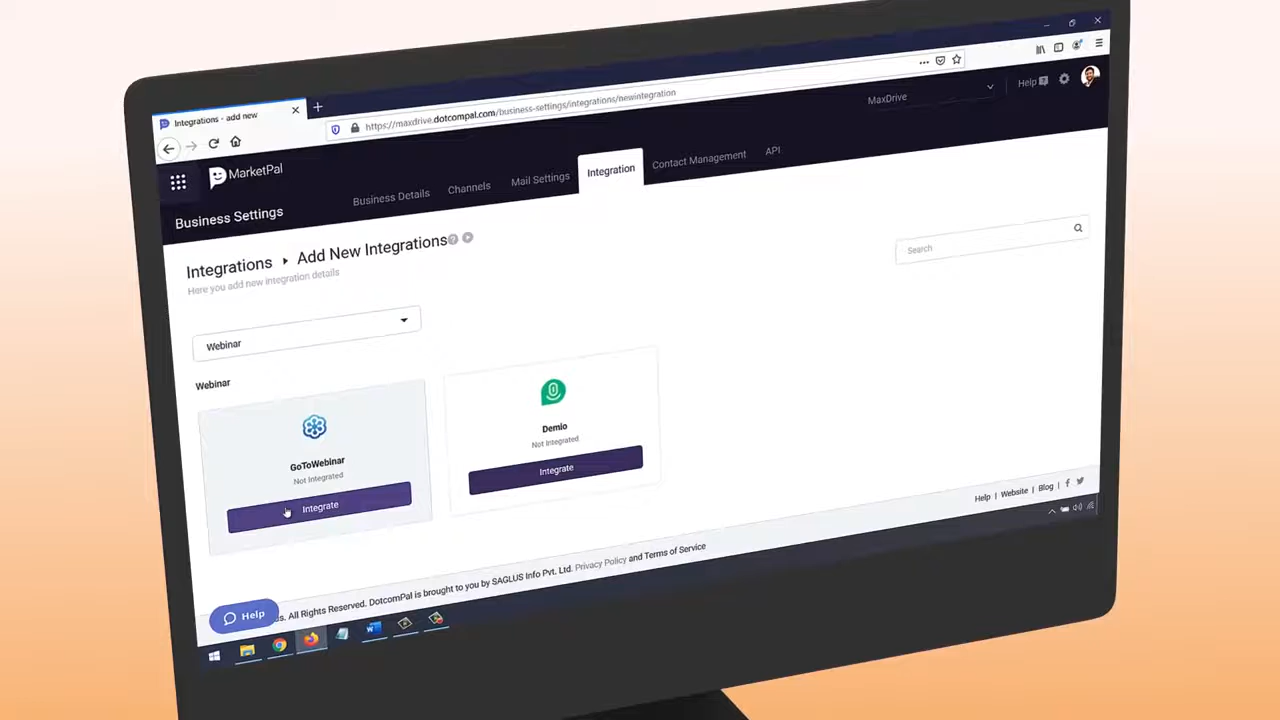 Integrations - add new
https://maxdrive.dotcompal.com/business-settings/integrations/newintegration
MarketPal
MaxDrive
Help
Business Settings
Business Details
Channels
Mail Settings
Integration
Contact Management
API
Integrations ▸ Add New Integrations
Here you add new integration details
Search
Webinar
Webinar
GoToWebinar
Not Integrated
Integrate
Demio
Not Integrated
Integrate
Help | Website | Blog |
s. All Rights Reserved. DotcomPal is brought to you by SAGLUS Info Pvt. Ltd. Privacy Policy and Terms of Service
Help